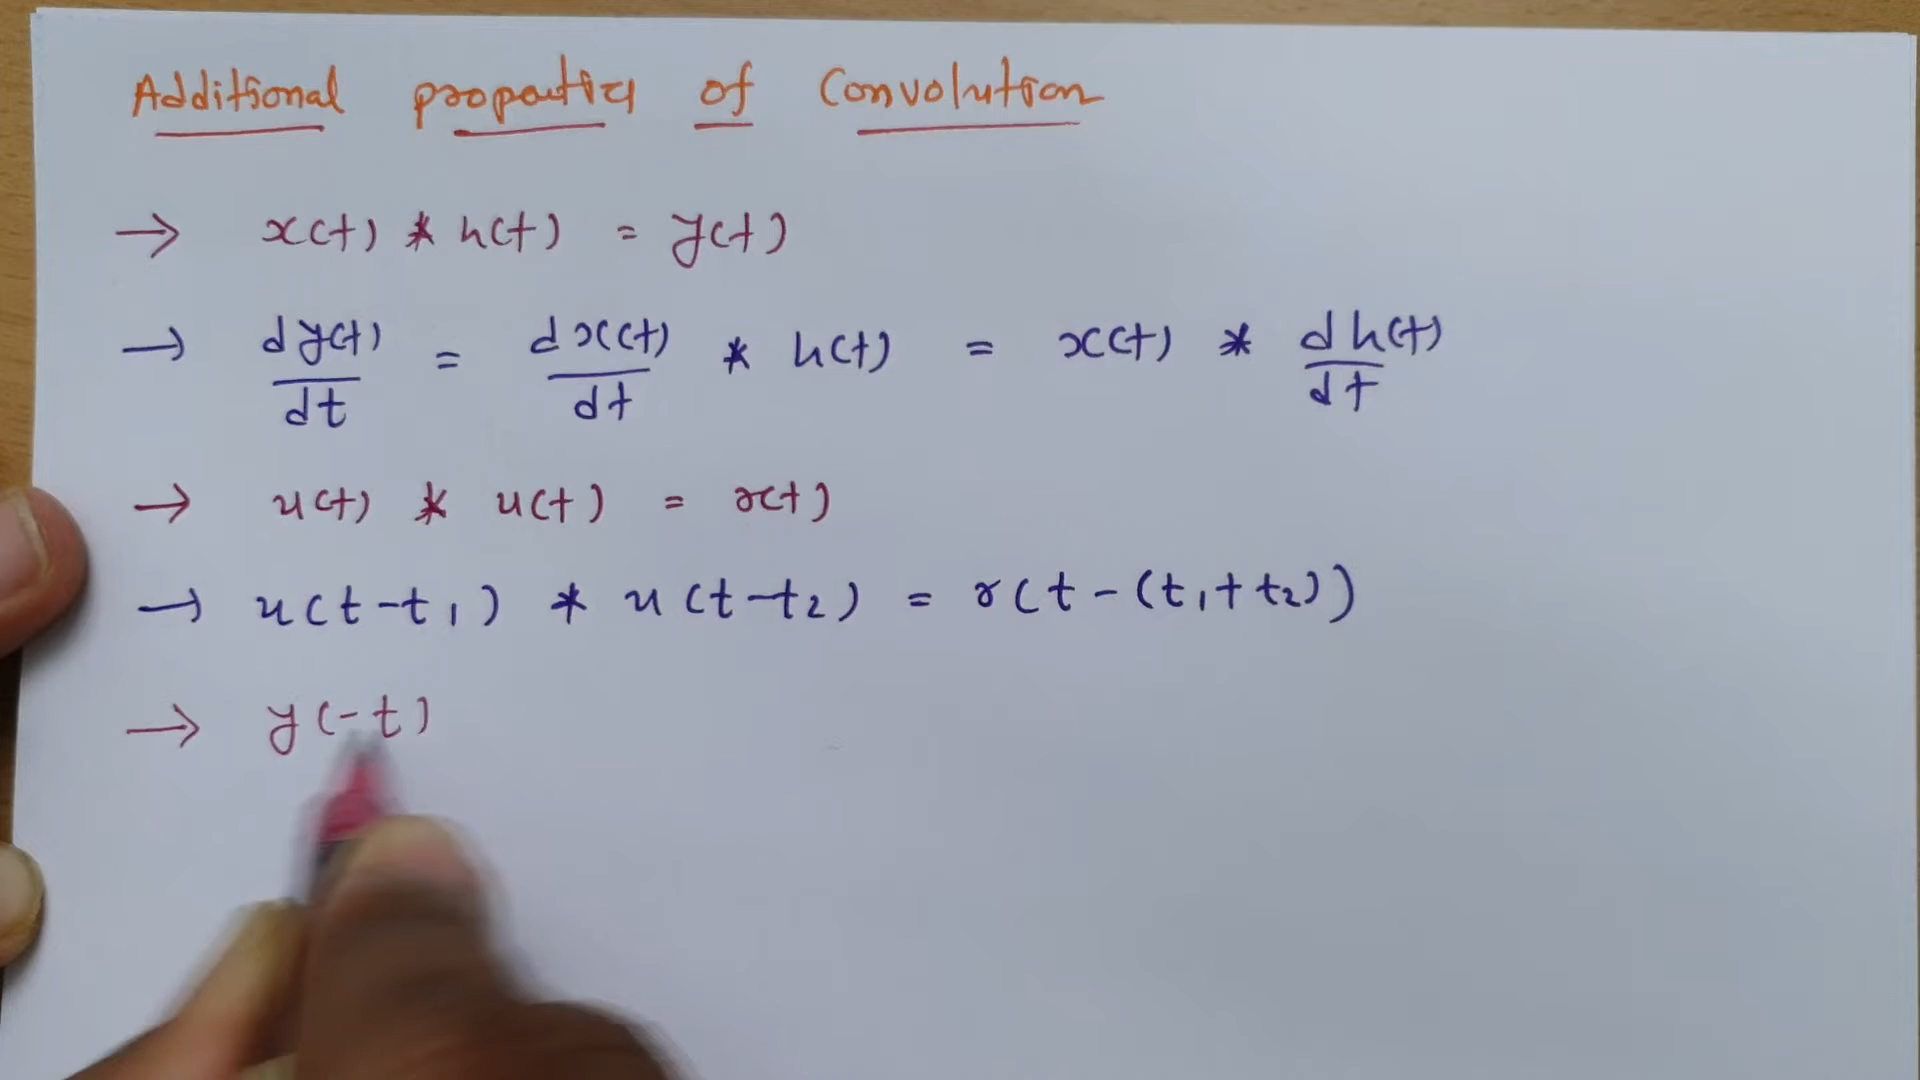 Additional properties of Convolution
→ x(t) * h(t) = y(t)
→ dy(t)/dt = dx(t)/dt * h(t) = x(t) * dh(t)/dt
→ u(t) * u(t) = r(t)
→ u(t-t₁) * u(t-t₂) = r(t-(t₁+t₂))
→ y(-t)